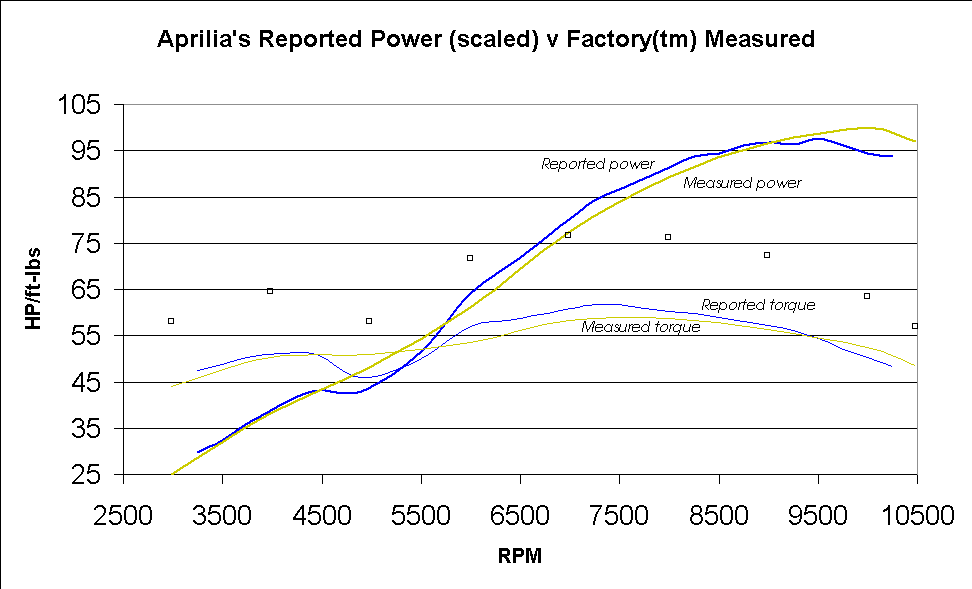 Aprilia's Reported Power (scaled) v Factory(tm) Measured
105
95
85
75
65
55
45
35
25
HP/ft-lbs
Reported power
Measured power
Reported torque
Measured torque
2500 3500 4500 5500 6500 7500 8500 9500 10500
RPM